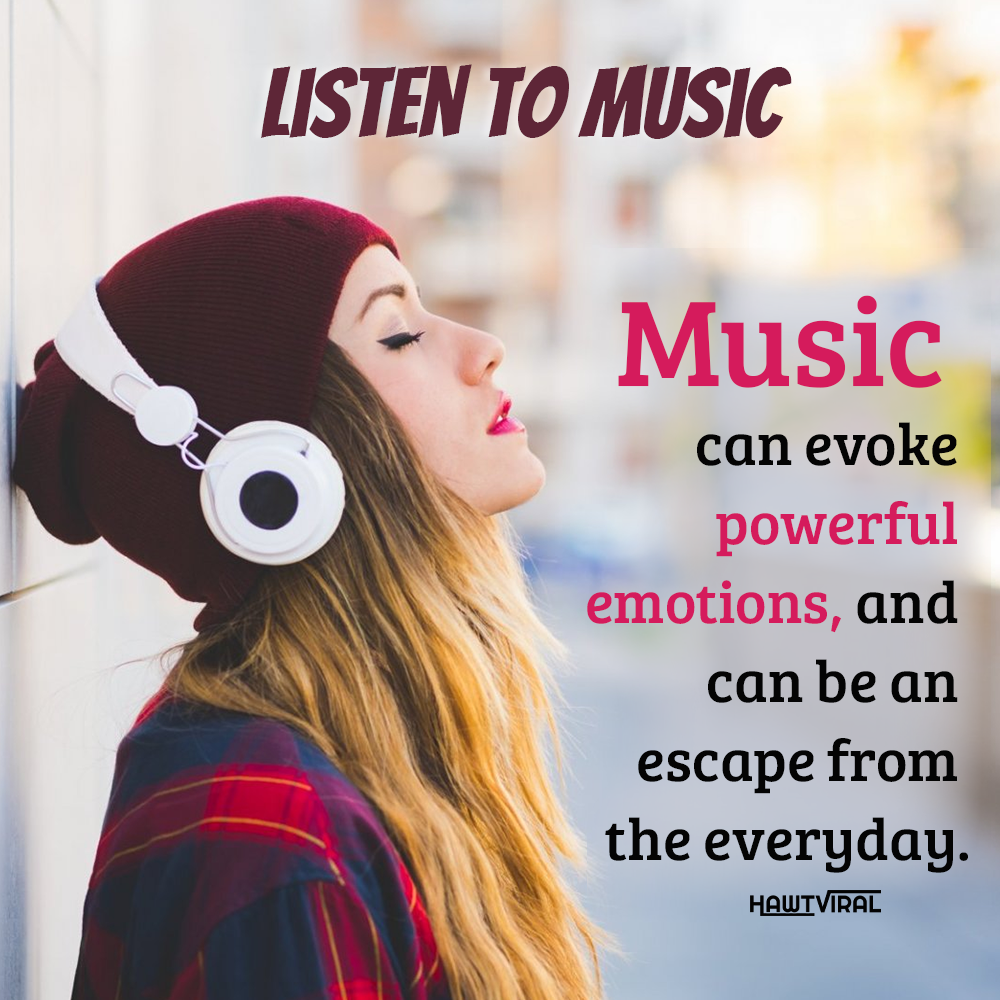 LISTEN TO MUSIC
Music
can evoke
powerful
emotions, and
can be an
escape from
the everyday.
HAWTVIRAL